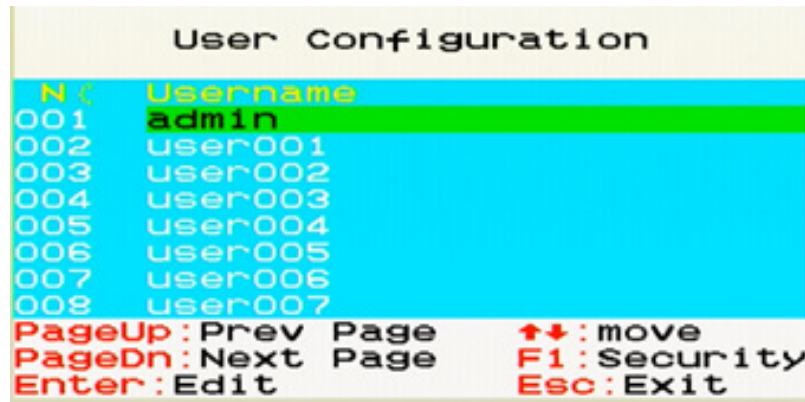 User Configuration
N Username
001 admin
002 user001
003 user002
004 user003
005 user004
006 user005
007 user006
008 user007
PageUp:Prev Page ↑↓:move
PageDn:Next Page F1:Security
Enter:Edit Esc:Exit